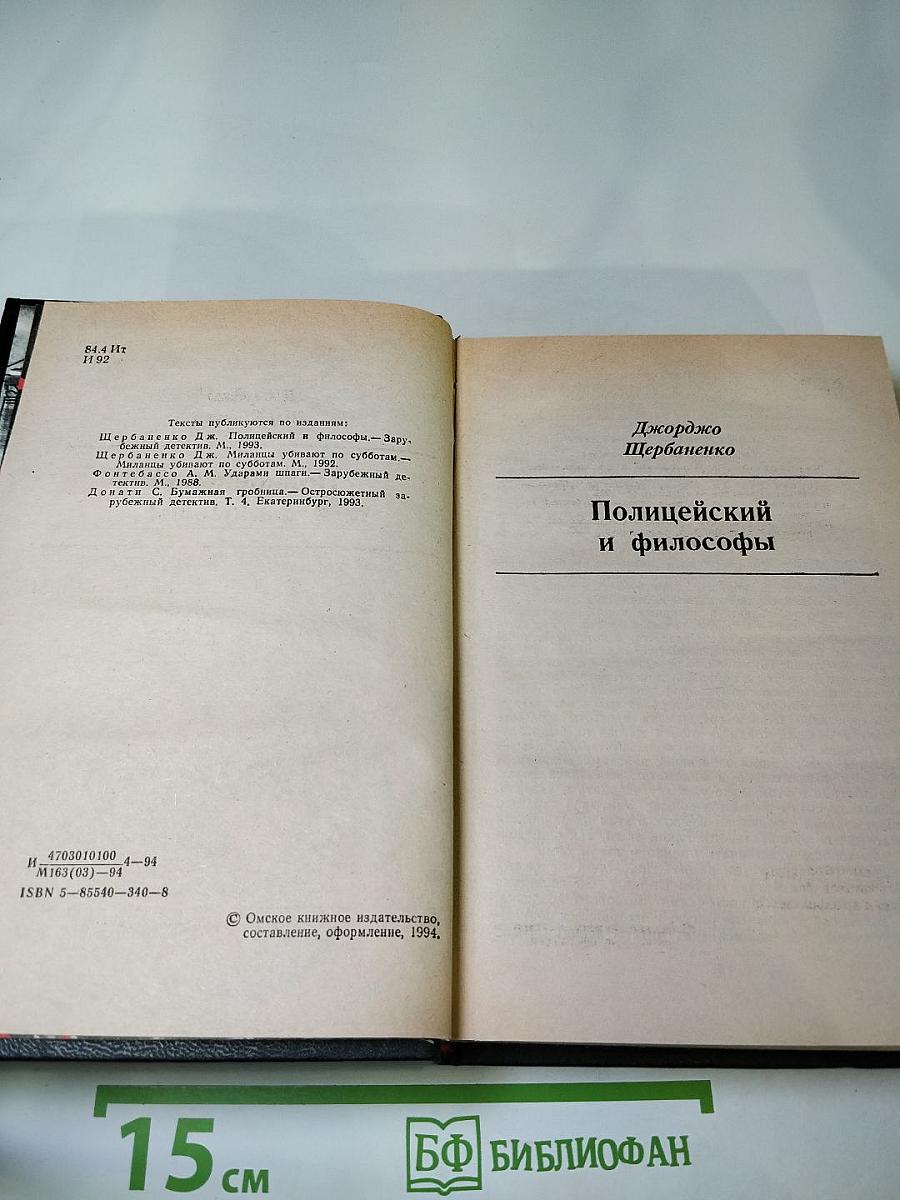 84.4 Ит
И 92
Тексты публикуются по изданиям:
Щербаненко Дж. Полицейский и философы.— Зару-
бежный детектив. М., 1993.
Щербаненко Дж. Миланцы убивают по субботам.—
Миланцы убивают по субботам. М., 1992.
Фонтебассо А. М. Ударами шпаги.— Зарубежный де-
тектив. М., 1988.
Донати С. Бумажная гробница.— Остросюжетный за-
рубежный детектив. Т. 4. Екатеринбург, 1993.
И 4703010100 4—94
М163(03)—94
ISBN 5—85540—340—8
© Омское книжное издательство,
составление, оформление, 1994.
Джорджо
Щербаненко
Полицейский
и философы
15 см
БФ БИБЛИОФАН